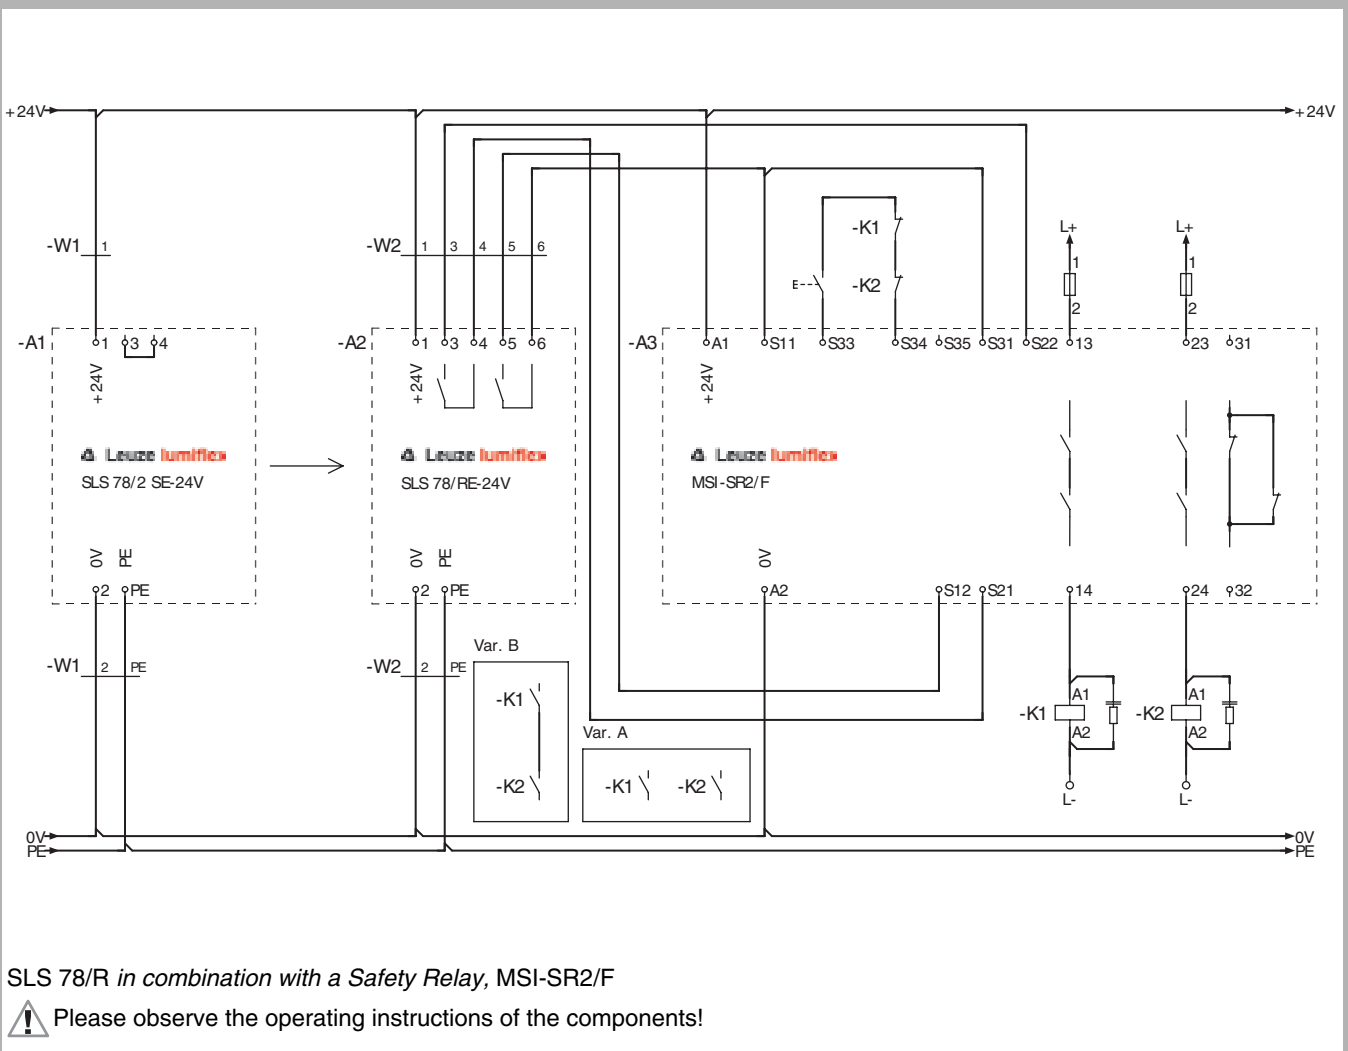 +24V +24V
-W1 1 -W2 1 3 4 5 6 -K1 L+ L+
E -K2 1 1
2 2
-A1 1 3 4 -A2 1 3 4 5 6 -A3 A1 S11 S33 S34 S35 S31 S22 13 23 31
+24V +24V +24V
Leuze lumiflex Leuze lumiflex Leuze lumiflex
SLS 78/2 SE-24V SLS 78/RE-24V MSI-SR2/F
0V PE 0V PE 0V
2 PE 2 PE A2 S12 S21 14 24 32
Var. B
-W1 2 PE -W2 2 PE
-K1 A1 A1
-K1 -K2
Var. A A2 A2
-K2 -K1 -K2
L- L-
0V 0V
PE PE
SLS 78/R in combination with a Safety Relay, MSI-SR2/F
Please observe the operating instructions of the components!